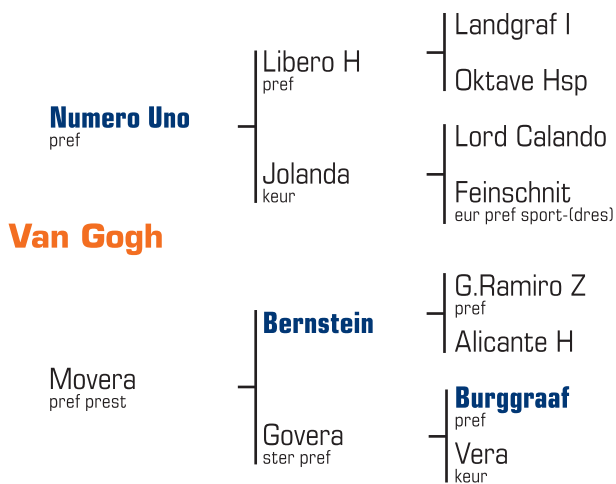 Landgraf I
Libero H
pref
Oktave Hsp
Numero Uno
pref
Lord Calando
Jolanda
keur
Feinschnit
eur pref sport-(dres)
Van Gogh
G.Ramiro Z
pref
Bernstein
Alicante H
Movera
pref prest
Burggraaf
pref
Govera
ster pref
Vera
keur